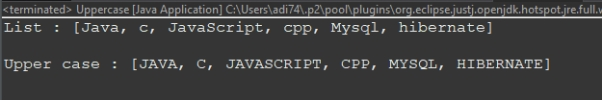 <terminated> Uppercase [Java Application] C:\Users\adi74\.p2\pool\plugins\org.eclipse.justj.openjdk.hotspot.jre.full.w
List : [Java, c, JavaScript, cpp, Mysql, hibernate]
Upper case : [JAVA, C, JAVASCRIPT, CPP, MYSQL, HIBERNATE]